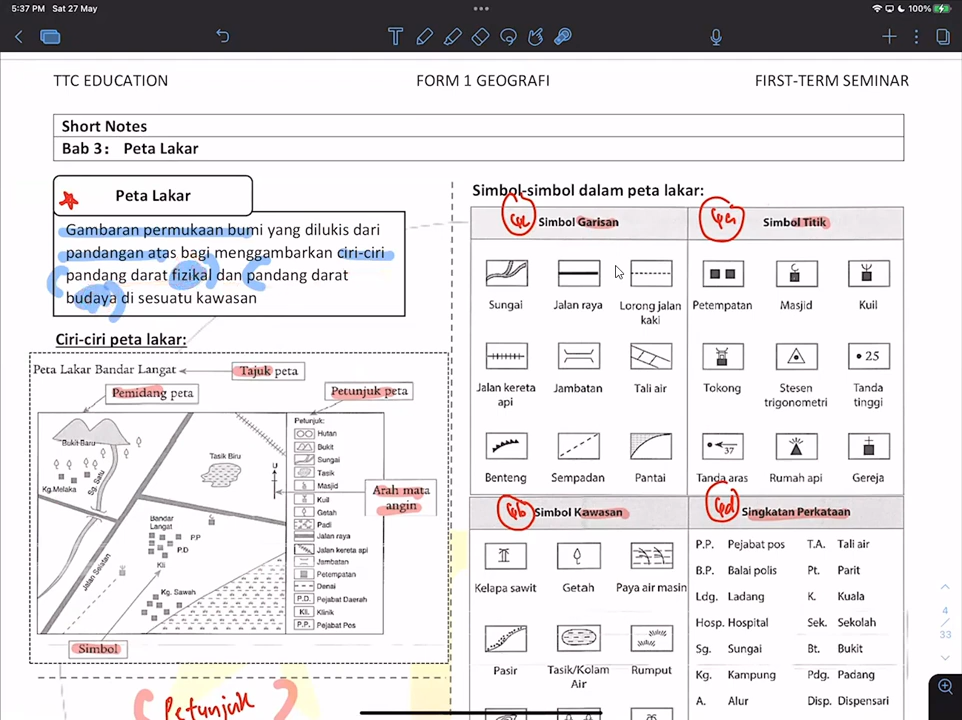 5:37 PM Sat 27 May
100%
TTC EDUCATION
FORM 1 GEOGRAFI
FIRST-TERM SEMINAR
Short Notes
Bab 3: Peta Lakar
Peta Lakar
Gambaran permukaan bumi yang dilukis dari
pandangan atas bagi menggambarkan ciri-ciri
pandang darat fizikal dan pandang darat
budaya di sesuatu kawasan
Ciri-ciri peta lakar:
Peta Lakar Bandar Langat
Tajuk peta
Pemidang peta
Petunjuk peta
Bukit Baru
Kg.Melaka
Sg. Satu
Tasik Biru
U
Arah mata
angin
Bandar
Langat
P.P
P.D
Kli
Jalan Selatan
Kg. Sawah
Simbol
Petunjuk:
Hutan
Bukit
Sungai
Tasik
Masjid
Kuil
Getah
Padi
Jalan raya
Jalan kereta api
Jambatan
Petempatan
Denai
P.D. Pejabat Daerah
Kli. Klinik
P.P. Pejabat Pos
Petunjuk
Simbol-simbol dalam peta lakar:
Simbol Garisan
Sungai
Jalan raya
Lorong jalan
kaki
Jalan kereta
api
Jambatan
Tali air
Benteng
Sempadan
Pantai
Simbol Titik
Petempatan
Masjid
Kuil
25
Tokong
Stesen
trigonometri
Tanda
tinggi
37
Tanda aras
Rumah api
Gereja
Simbol Kawasan
Kelapa sawit
Getah
Paya air masin
Pasir
Tasik/Kolam
Air
Rumput
Singkatan Perkataan
P.P. Pejabat pos T.A. Tali air
B.P. Balai polis Pt. Parit
Ldg. Ladang K. Kuala
Hosp. Hospital Sek. Sekolah
Sg. Sungai Bt. Bukit
Kg. Kampung Pdg. Padang
A. Alur Disp. Dispensari
4
/
33